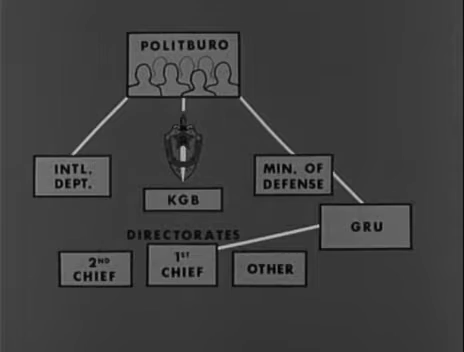 POLITBURO
INTL.
DEPT.
KGB
MIN. OF
DEFENSE
GRU
DIRECTORATES
2ND
CHIEF
1ST
CHIEF
OTHER